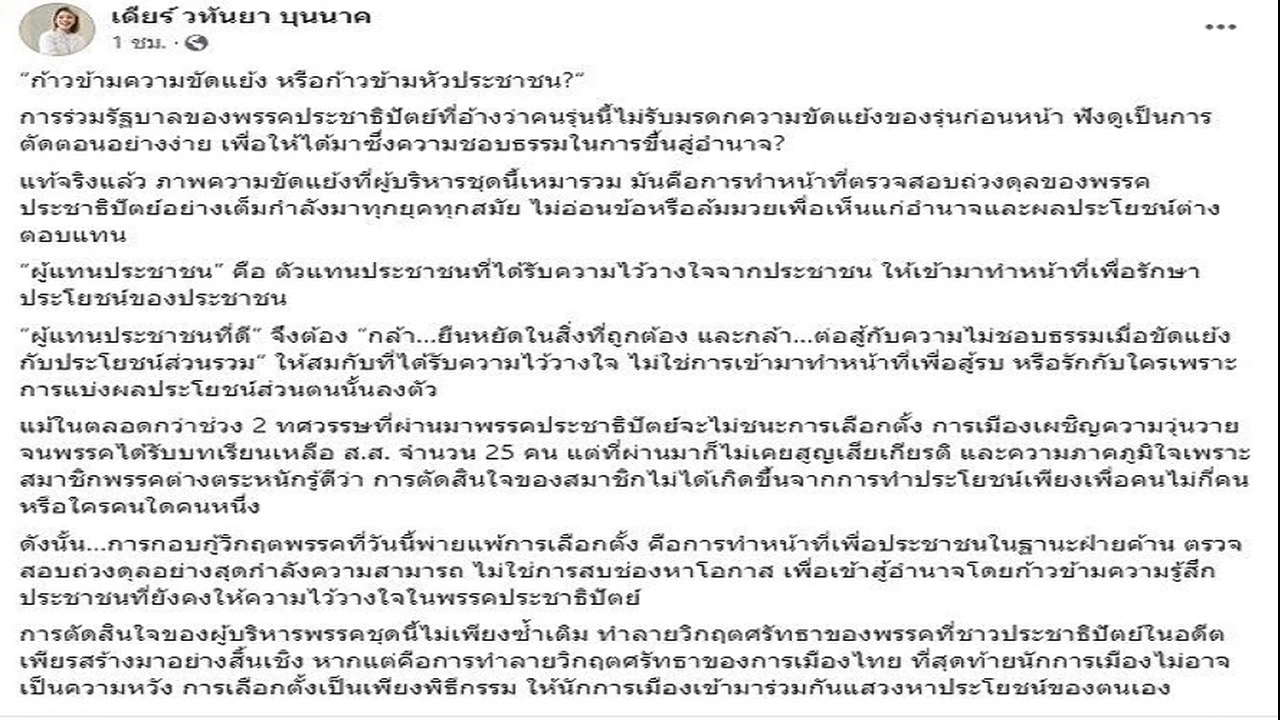 เดียร์ วทันยา บุนนาค
1 ชม. ·
"ก้าวข้ามความขัดแย้ง หรือก้าวข้ามหัวประชาชน?"
การร่วมรัฐบาลของพรรคประชาธิปัตย์ที่อ้างว่าคนรุ่นนี้ไม่รับมรดกความขัดแย้งของรุ่นก่อนหน้า ฟังดูเป็นการ
ตัดตอนอย่างง่าย เพื่อให้ได้มาซึ่งความชอบธรรมในการขึ้นสู่อำนาจ?
แท้จริงแล้ว ภาพความขัดแย้งที่ผู้บริหารชุดนี้เหมารวม มันคือการทำหน้าที่ตรวจสอบถ่วงดุลของพรรค
ประชาธิปัตย์อย่างเต็มกำลังมาทุกยุคทุกสมัย ไม่อ่อนข้อหรือล้มมวยเพื่อเห็นแก่อำนาจและผลประโยชน์ต่าง
ตอบแทน
"ผู้แทนประชาชน" คือ ตัวแทนประชาชนที่ได้รับความไว้วางใจจากประชาชน ให้เข้ามาทำหน้าที่เพื่อรักษา
ประโยชน์ของประชาชน
"ผู้แทนประชาชนที่ดี" จึงต้อง "กล้า...ยืนหยัดในสิ่งที่ถูกต้อง และกล้า...ต่อสู้กับความไม่ชอบธรรมเมื่อขัดแย้ง
กับประโยชน์ส่วนรวม" ให้สมกับที่ได้รับความไว้วางใจ ไม่ใช่การเข้ามาทำหน้าที่เพื่อสู้รบ หรือรักกับใครเพราะ
การแบ่งผลประโยชน์ส่วนตนนั้นลงตัว
แม้ในตลอดกว่าช่วง 2 ทศวรรษที่ผ่านมาพรรคประชาธิปัตย์จะไม่ชนะการเลือกตั้ง การเมืองเผชิญความวุ่นวาย
จนพรรคได้รับบทเรียนเหลือ ส.ส. จำนวน 25 คน แต่ที่ผ่านมาก็ไม่เคยสูญเสียเกียรติ และความภาคภูมิใจเพราะ
สมาชิกพรรคต่างตระหนักรู้ดีว่า การตัดสินใจของสมาชิกไม่ได้เกิดขึ้นจากการทำประโยชน์เพียงเพื่อคนไม่กี่คน
หรือใครคนใดคนหนึ่ง
ดังนั้น...การกอบกู้วิกฤตพรรคที่วันนี้พ่ายแพ้การเลือกตั้ง คือการทำหน้าที่เพื่อประชาชนในฐานะฝ่ายค้าน ตรวจ
สอบถ่วงดุลอย่างสุดกำลังความสามารถ ไม่ใช่การสบช่องหาโอกาส เพื่อเข้าสู่อำนาจโดยก้าวข้ามความรู้สึก
ประชาชนที่ยังคงให้ความไว้วางใจในพรรคประชาธิปัตย์
การตัดสินใจของผู้บริหารพรรคชุดนี้ไม่เพียงซ้ำเติม ทำลายวิกฤตศรัทธาของพรรคที่ชาวประชาธิปัตย์ในอดีต
เพียรสร้างมาอย่างสิ้นเชิง หากแต่คือการทำลายวิกฤตศรัทธาของการเมืองไทย ที่สุดท้ายนักการเมืองไม่อาจ
เป็นความหวัง การเลือกตั้งเป็นเพียงพิธีกรรม ให้นักการเมืองเข้ามาร่วมกันแสวงหาประโยชน์ของตนเอง